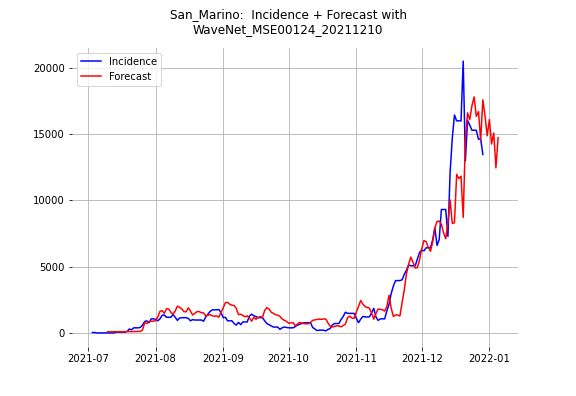 San_Marino:  Incidence + Forecast with
WaveNet_MSE00124_20211210
Incidence
Forecast
20000
15000
10000
5000
0
2021-07 2021-08 2021-09 2021-10 2021-11 2021-12 2022-01